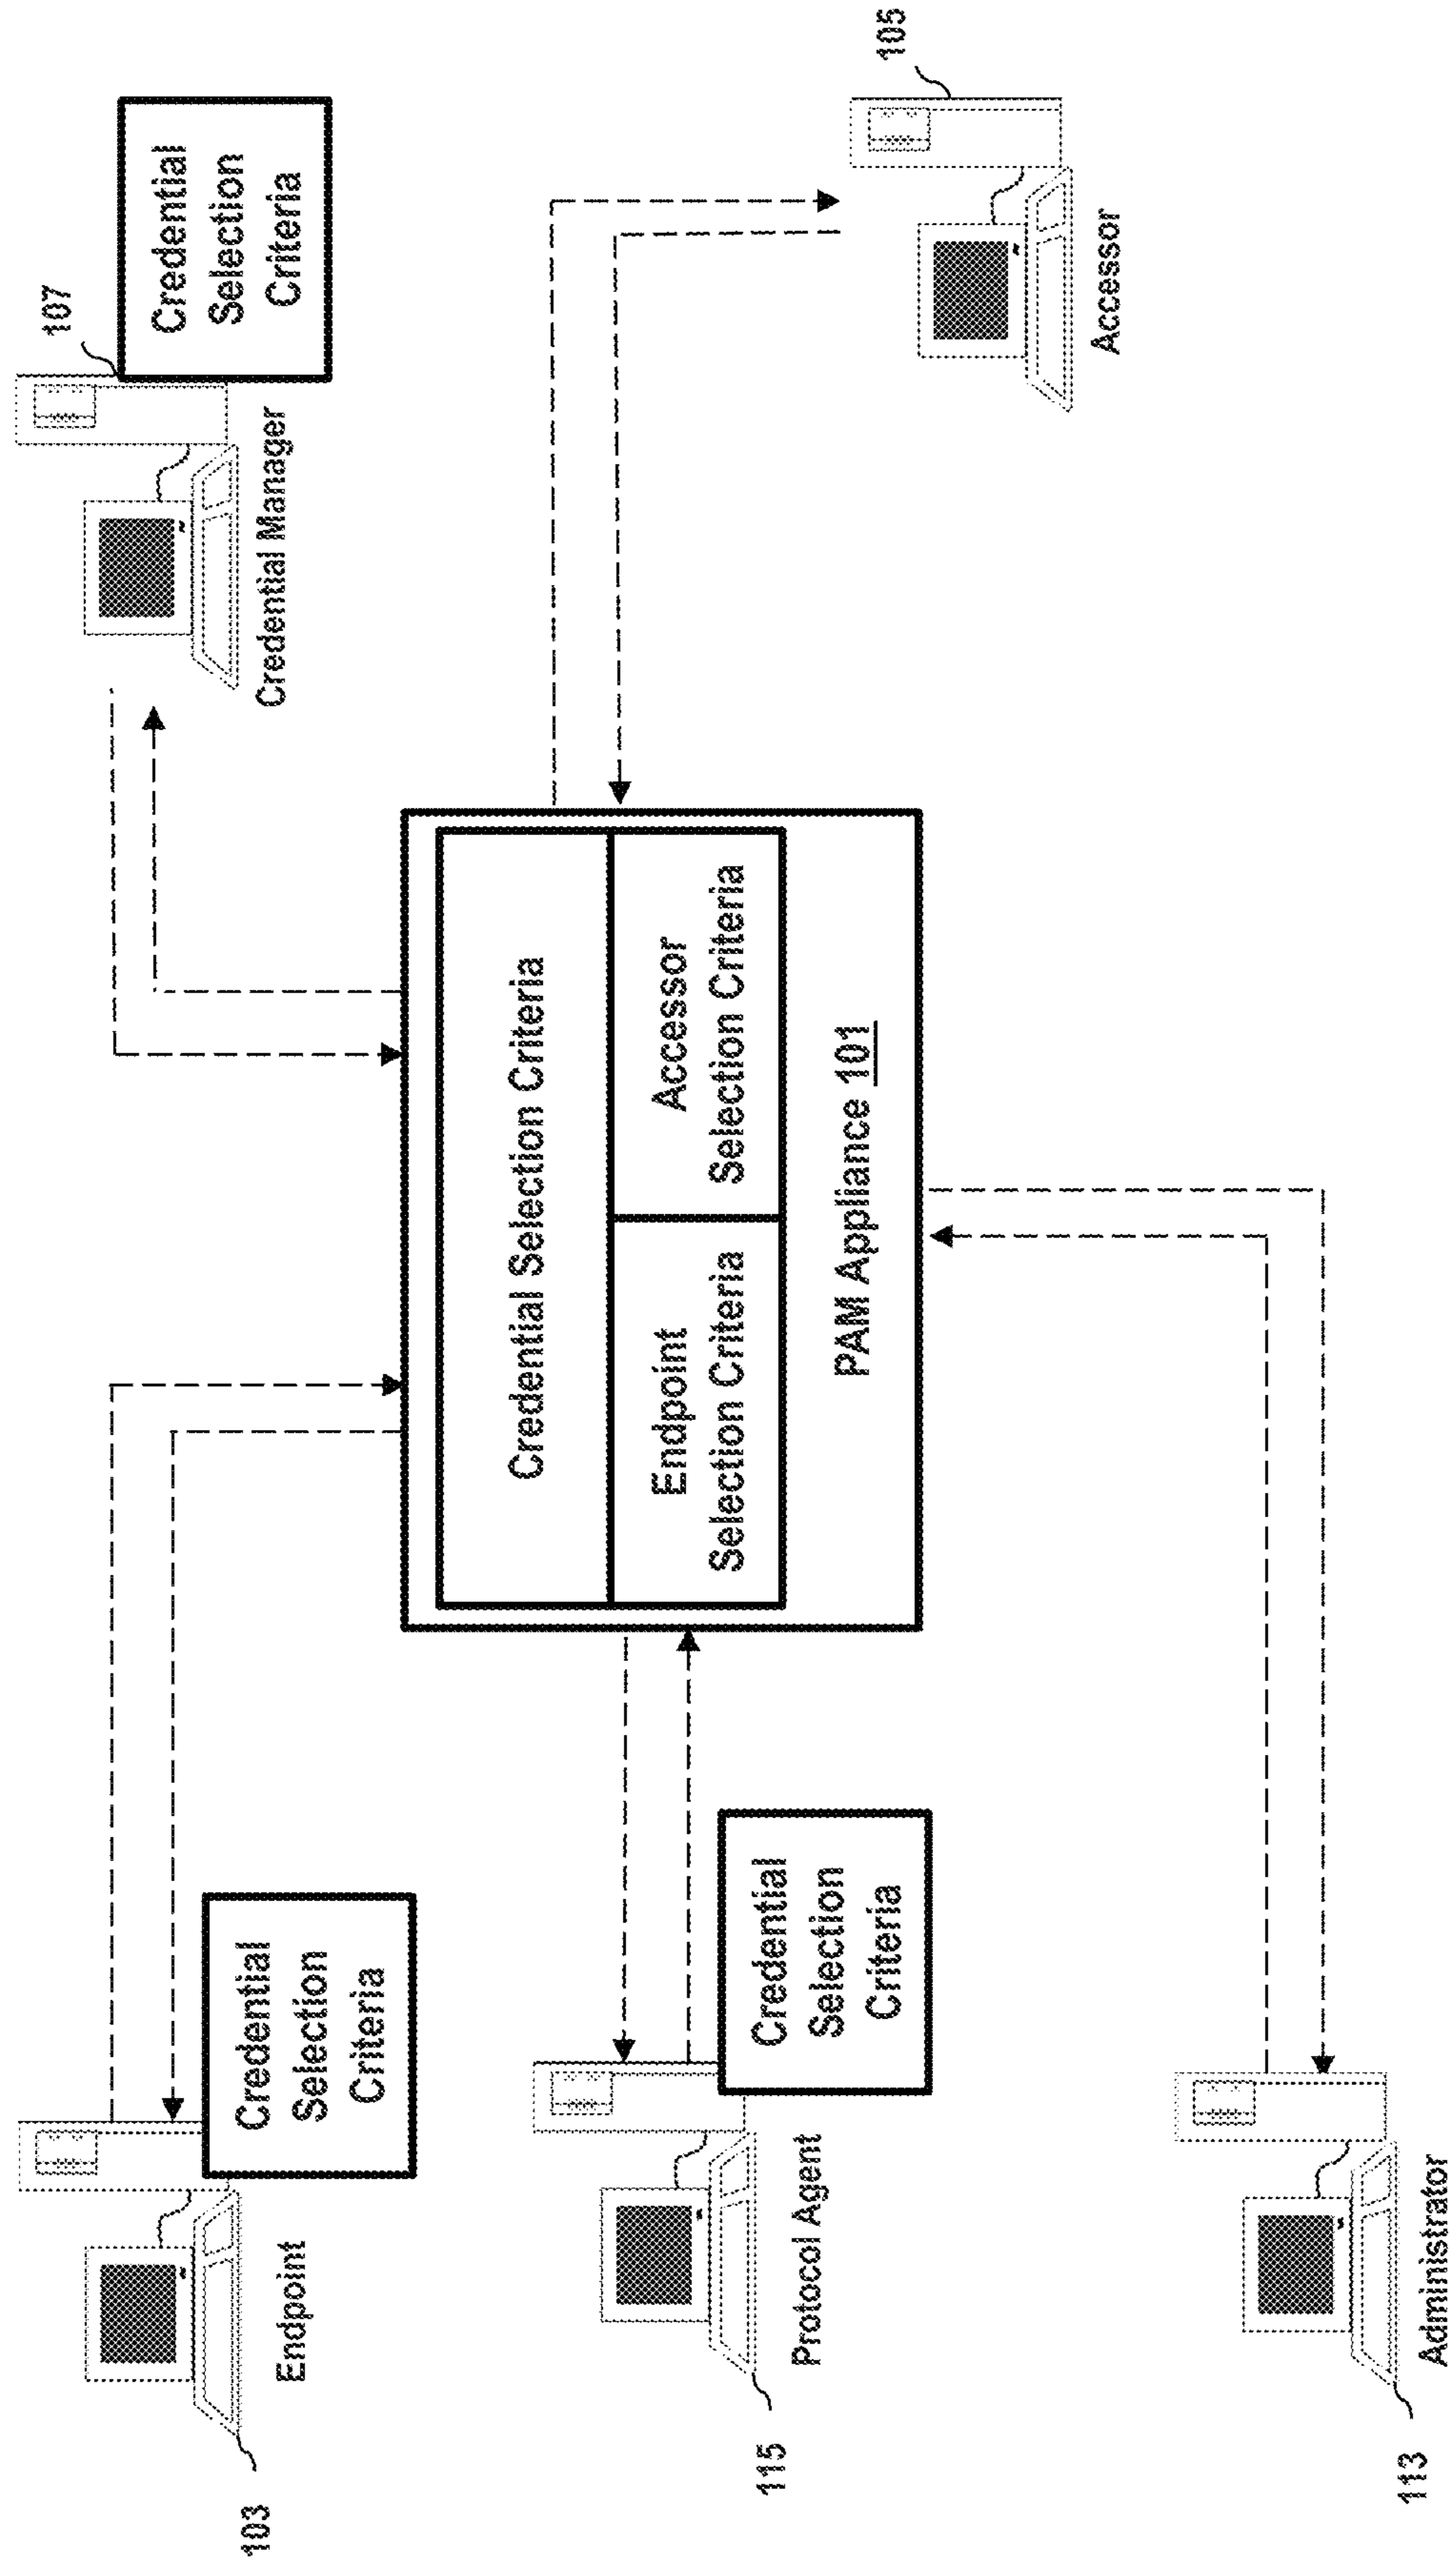 103
Endpoint
Credential
Selection
Criteria
107
Credential Manager
Credential
Selection
Criteria
115
Protocol Agent
Credential
Selection
Criteria
Credential Selection Criteria
Endpoint
Selection Criteria
Accessor
Selection Criteria
PAM Appliance 101
105
Accessor
113
Administrator